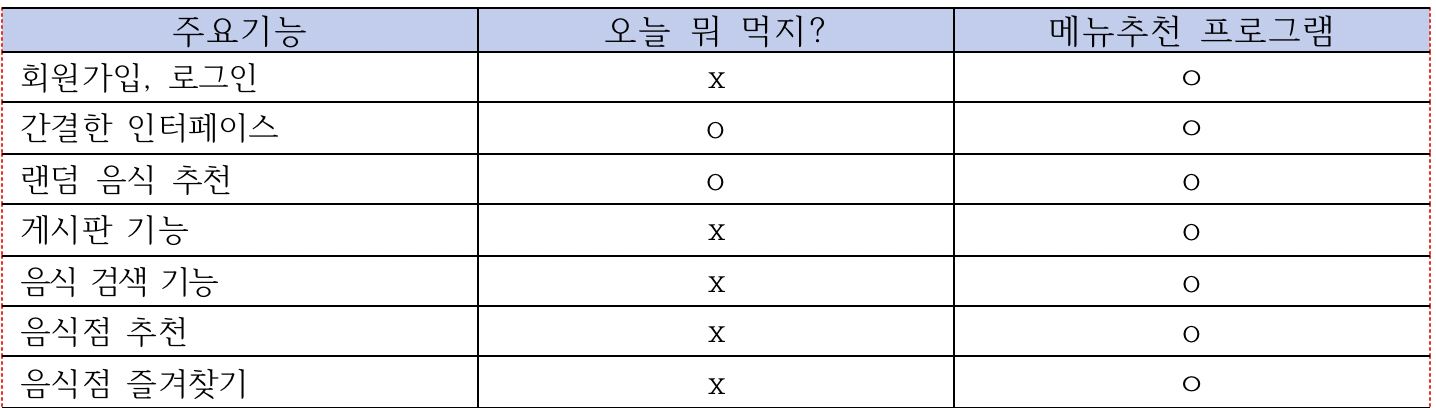 주요기능 오늘 뭐 먹지? 메뉴추천 프로그램
회원가입, 로그인 x ㅇ
간결한 인터페이스 o ㅇ
랜덤 음식 추천 o o
게시판 기능 x o
음식 검색 기능 x o
음식점 추천 x o
음식점 즐겨찾기 x ㅇ